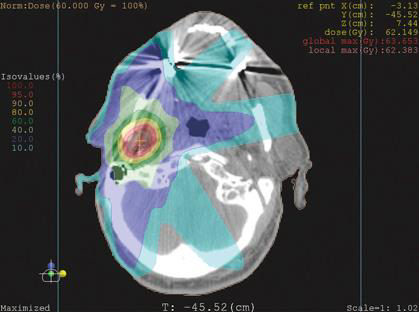 Norm:Dose(60.000 Gy = 100%)
ref pnt X(cm): -3.13
Y(cm): -45.52
Z(cm): 7.44
dose(Gy): 62.149
global max(Gy):63.653
local max(Gy):62.383
Isovalues(%)
100.0
95.0
90.0
80.0
60.0
40.0
20.0
10.0
Maximized
T: -45.52(cm)
Scale=1: 1.02